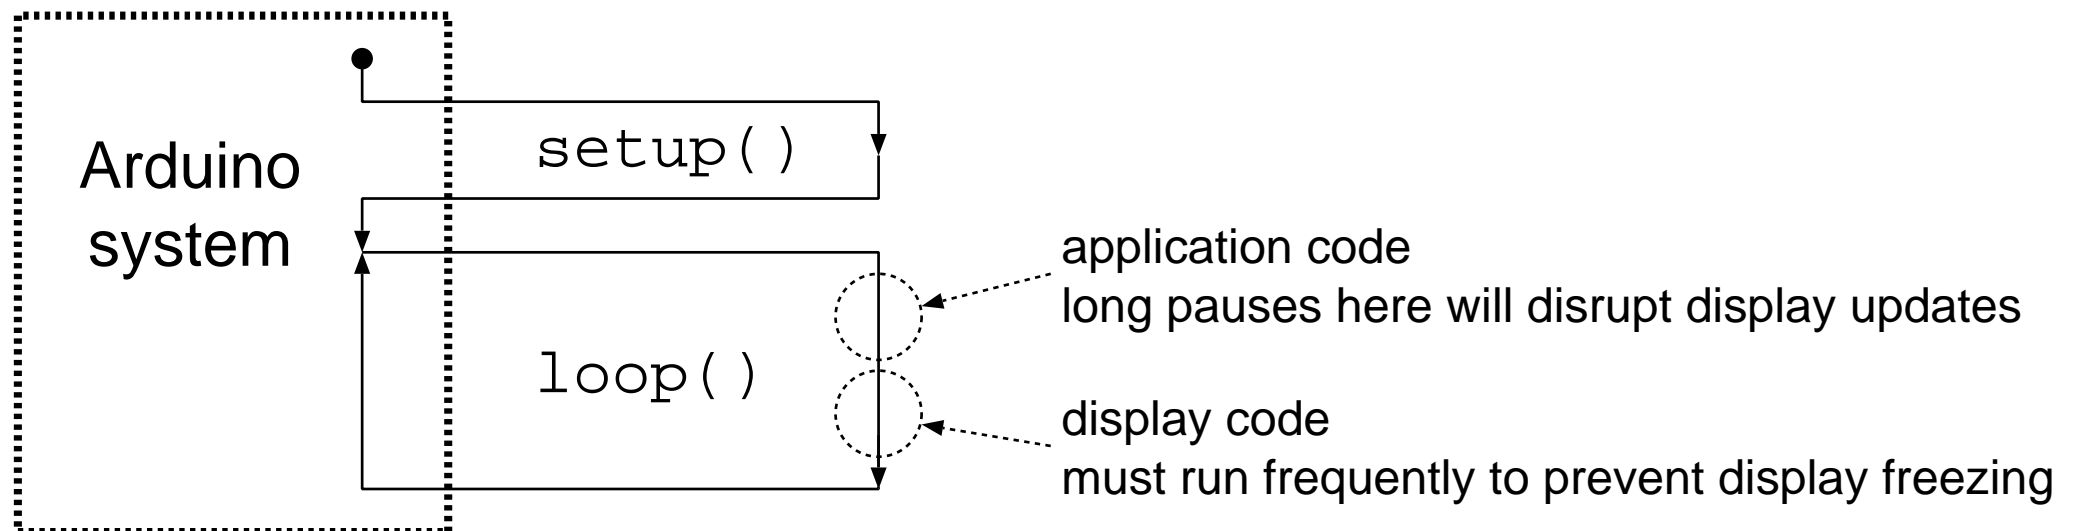 Arduino
system
setup()
loop()
application code
long pauses here will disrupt display updates
display code
must run frequently to prevent display freezing